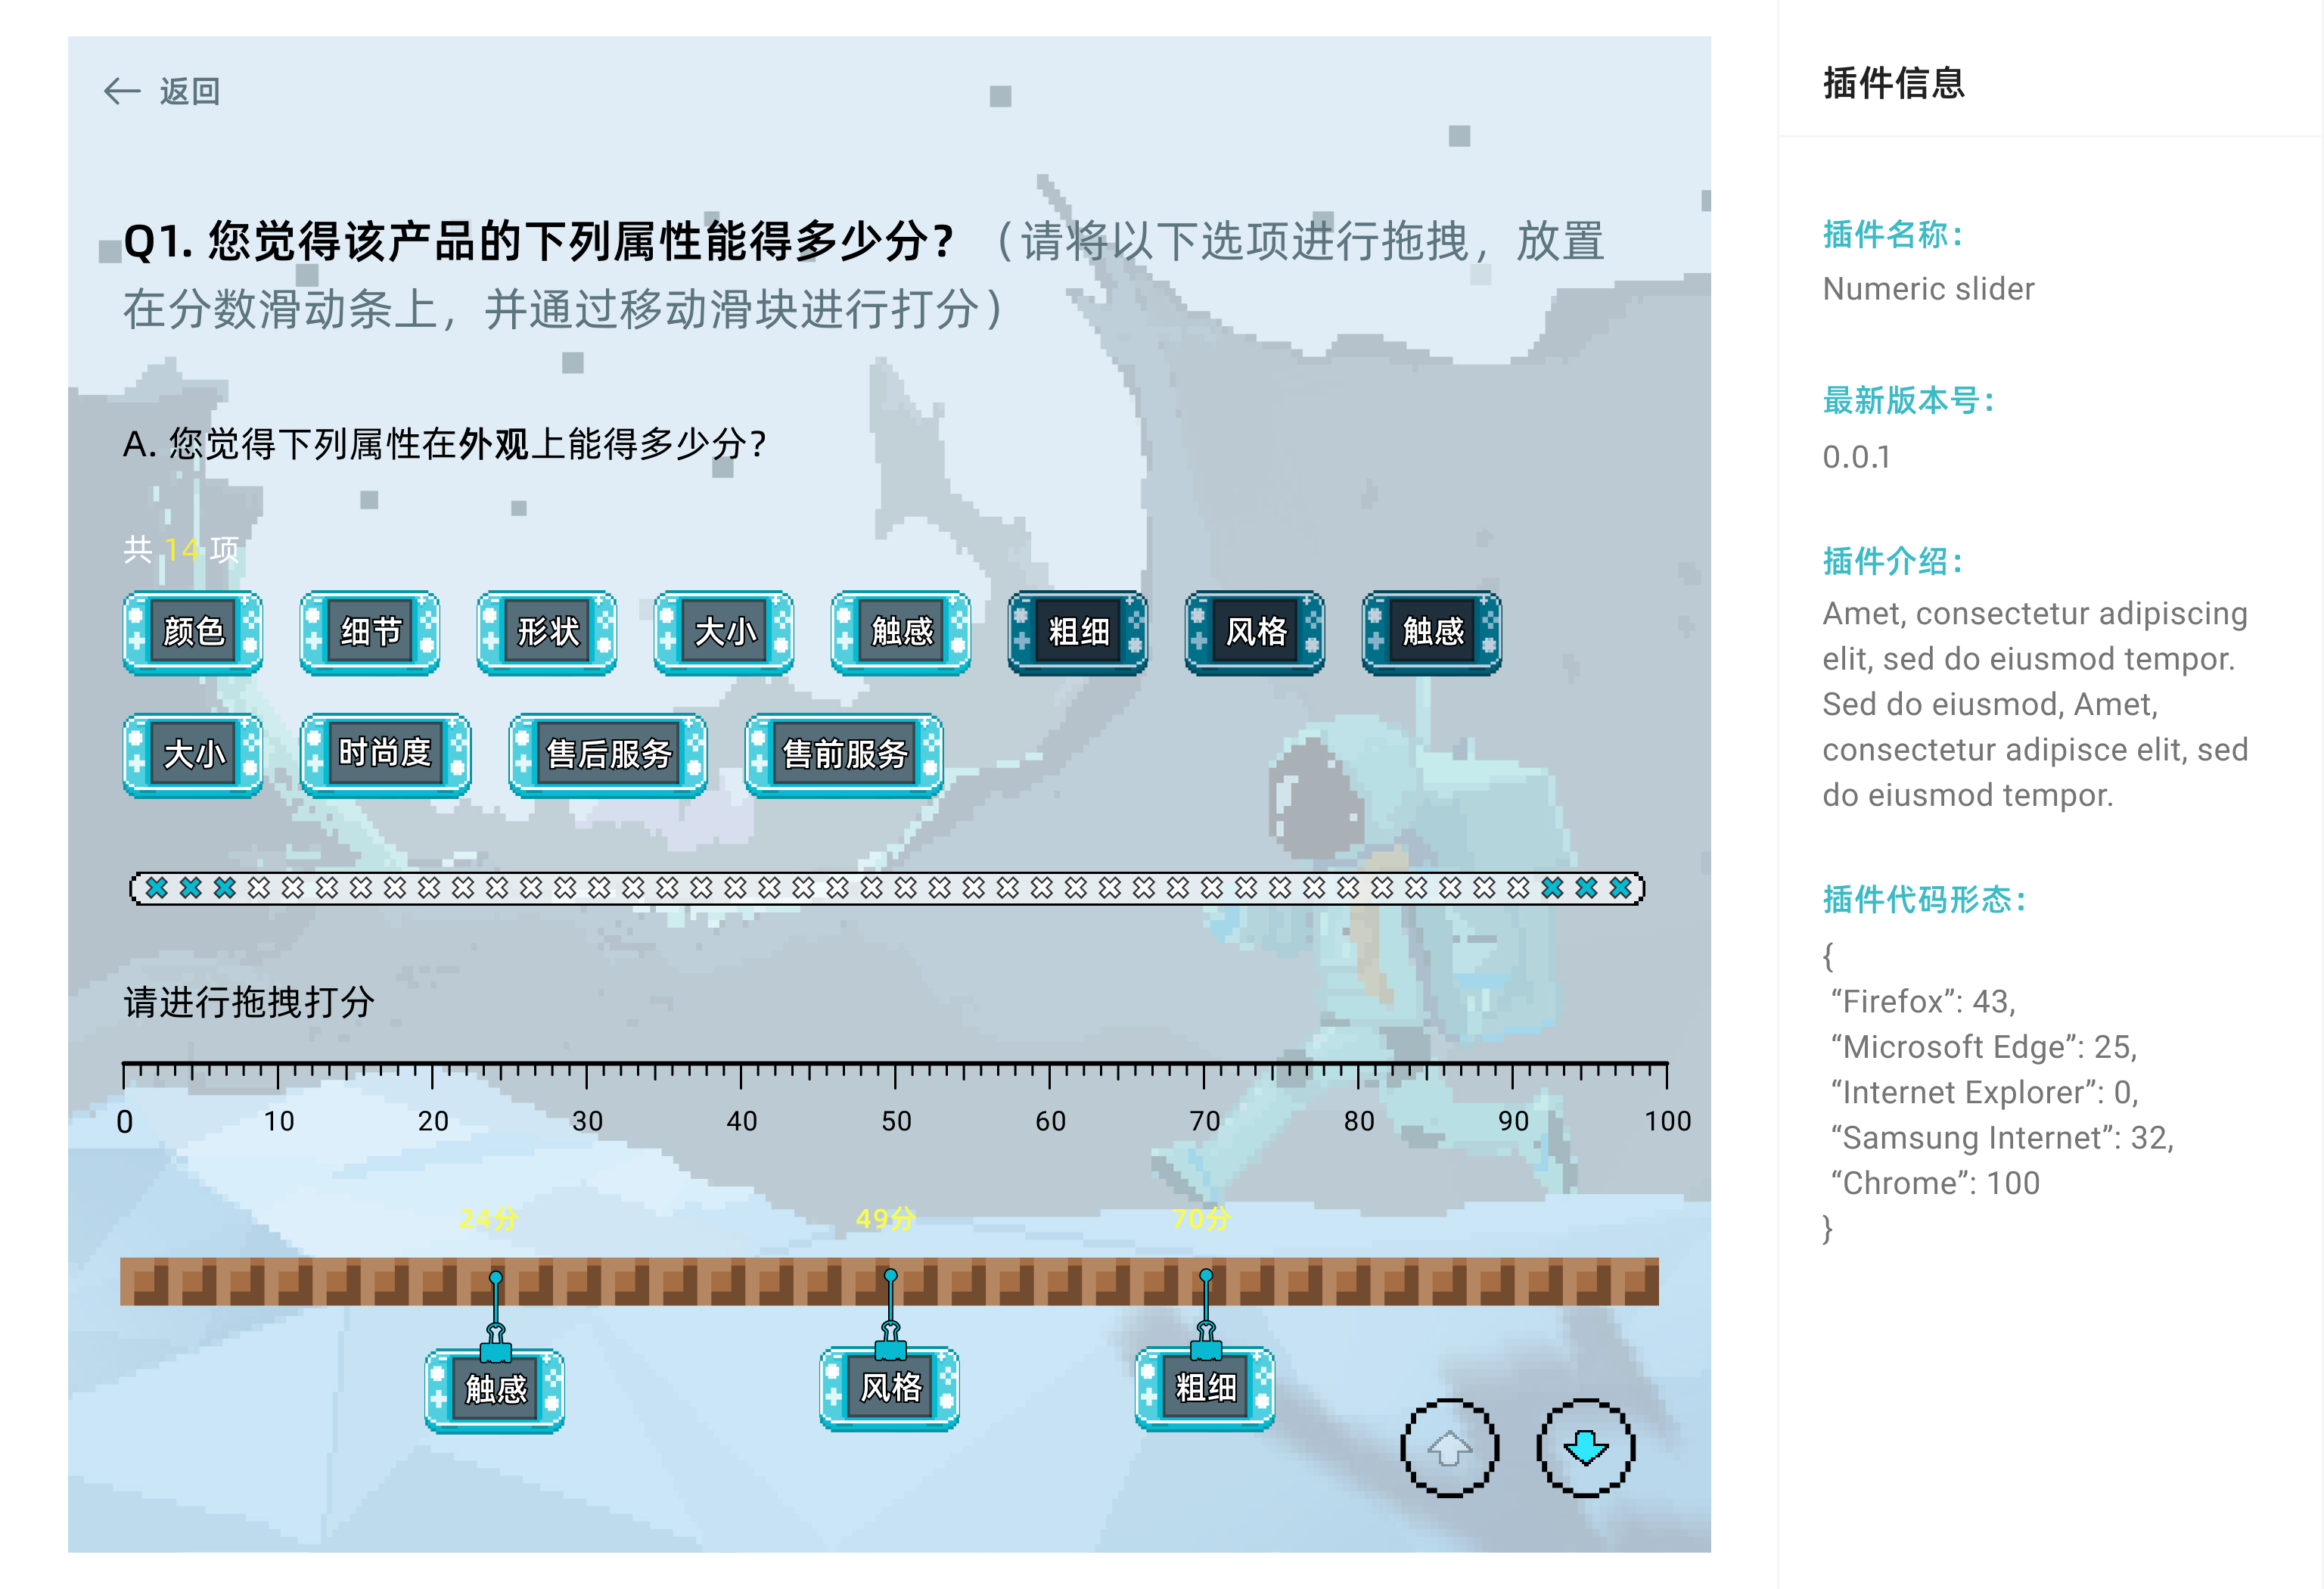 返回
Q1. 您觉得该产品的下列属性能得多少分？（请将以下选项进行拖拽，放置
在分数滑动条上，并通过移动滑块进行打分）
A. 您觉得下列属性在外观上能得多少分？
共 14 项
颜色 细节 形状 大小 触感 粗细 风格 触感
大小 时尚度 售后服务 售前服务
请进行拖拽打分
0 10 20 30 40 50 60 70 80 90 100
24分 49分 70分
触感 风格 粗细
插件信息
插件名称：
Numeric slider
最新版本号：
0.0.1
插件介绍：
Amet, consectetur adipiscing
elit, sed do eiusmod tempor.
Sed do eiusmod, Amet,
consectetur adipisce elit, sed
do eiusmod tempor.
插件代码形态：
{
“Firefox”: 43,
“Microsoft Edge”: 25,
“Internet Explorer”: 0,
“Samsung Internet”: 32,
“Chrome”: 100
}